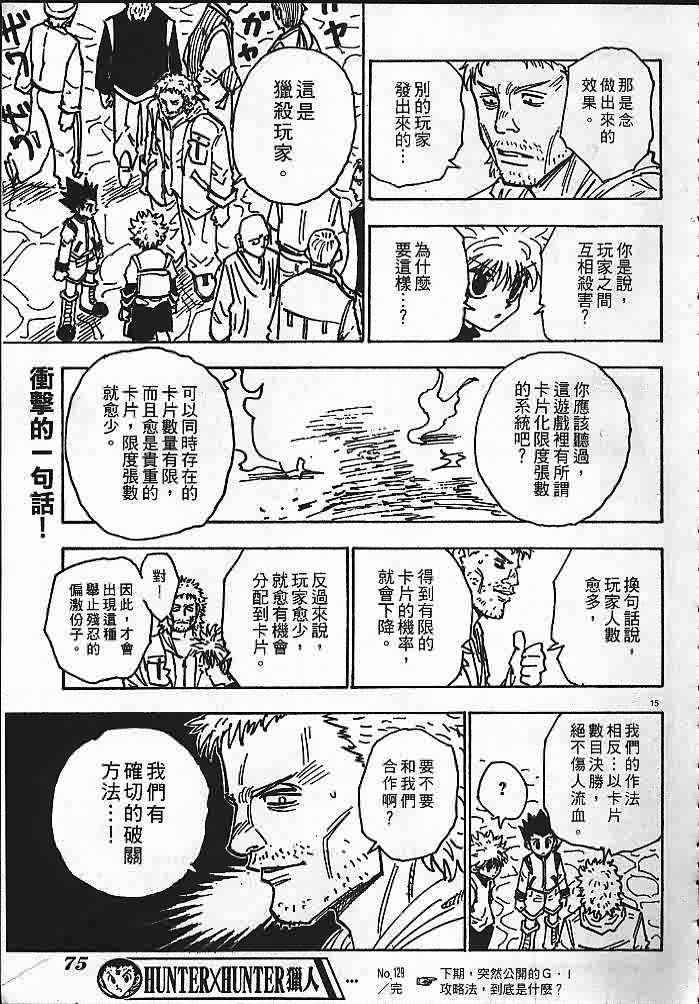 那是念
做出來的
效果。
別的玩家
發出來的…
這是
獵殺玩家。
你是說，
玩家之間
互相殺害？
為什麼
要這樣…？
你應該聽過，
這遊戲裡有所謂
卡片化限度張數
的系統吧？
可以同時存在的
卡片數量有限，
而且愈是貴重的
卡片，限度張數
就愈少。
衝擊的一句話！
換句話說，
玩家人數
愈多，
得到有限的
卡片的機率，
就會下降。
反過來說，
玩家愈少，
就愈有機會
分配到卡片。
對！
因此，才會
出現這種
舉止殘忍的
偏激份子。
15
我們的作法
相反…以卡片
數目決勝，
絕不傷人流血。
？
要不要
和我們
合作啊？
我們有
確切的破關
方法…！
75
HUNTER×HUNTER獵人
…
No.129
／完
☞下期，突然公開的G・I
攻略法，到底是什麼？